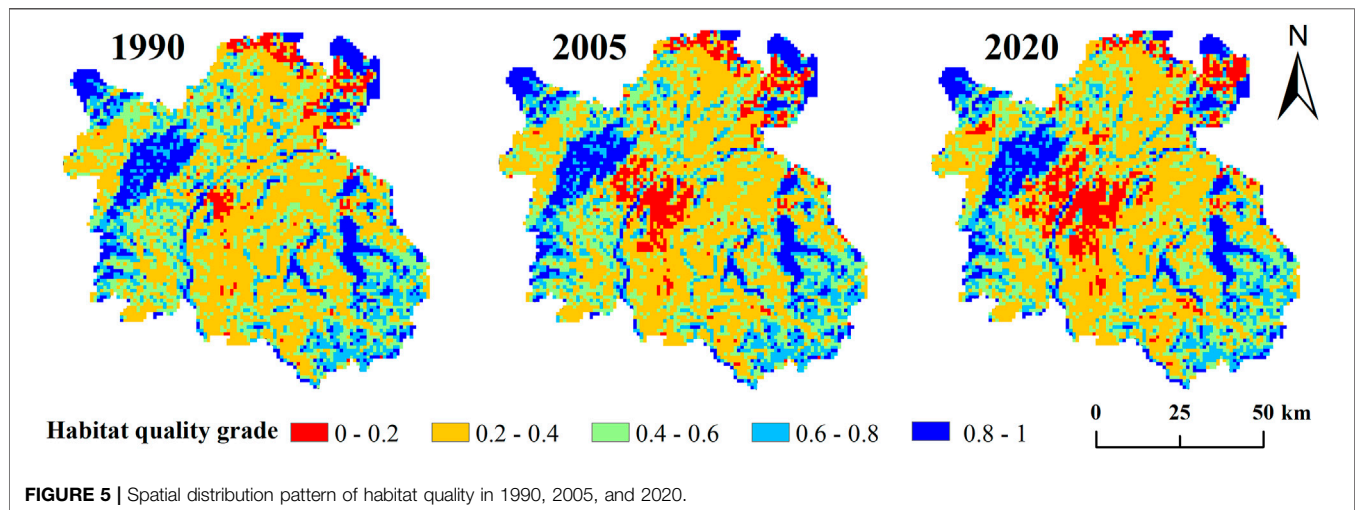 1990
2005
2020
N
Habitat quality grade 0 - 0.2 0.2 - 0.4 0.4 - 0.6 0.6 - 0.8 0.8 - 1
0 25 50 km
FIGURE 5 | Spatial distribution pattern of habitat quality in 1990, 2005, and 2020.